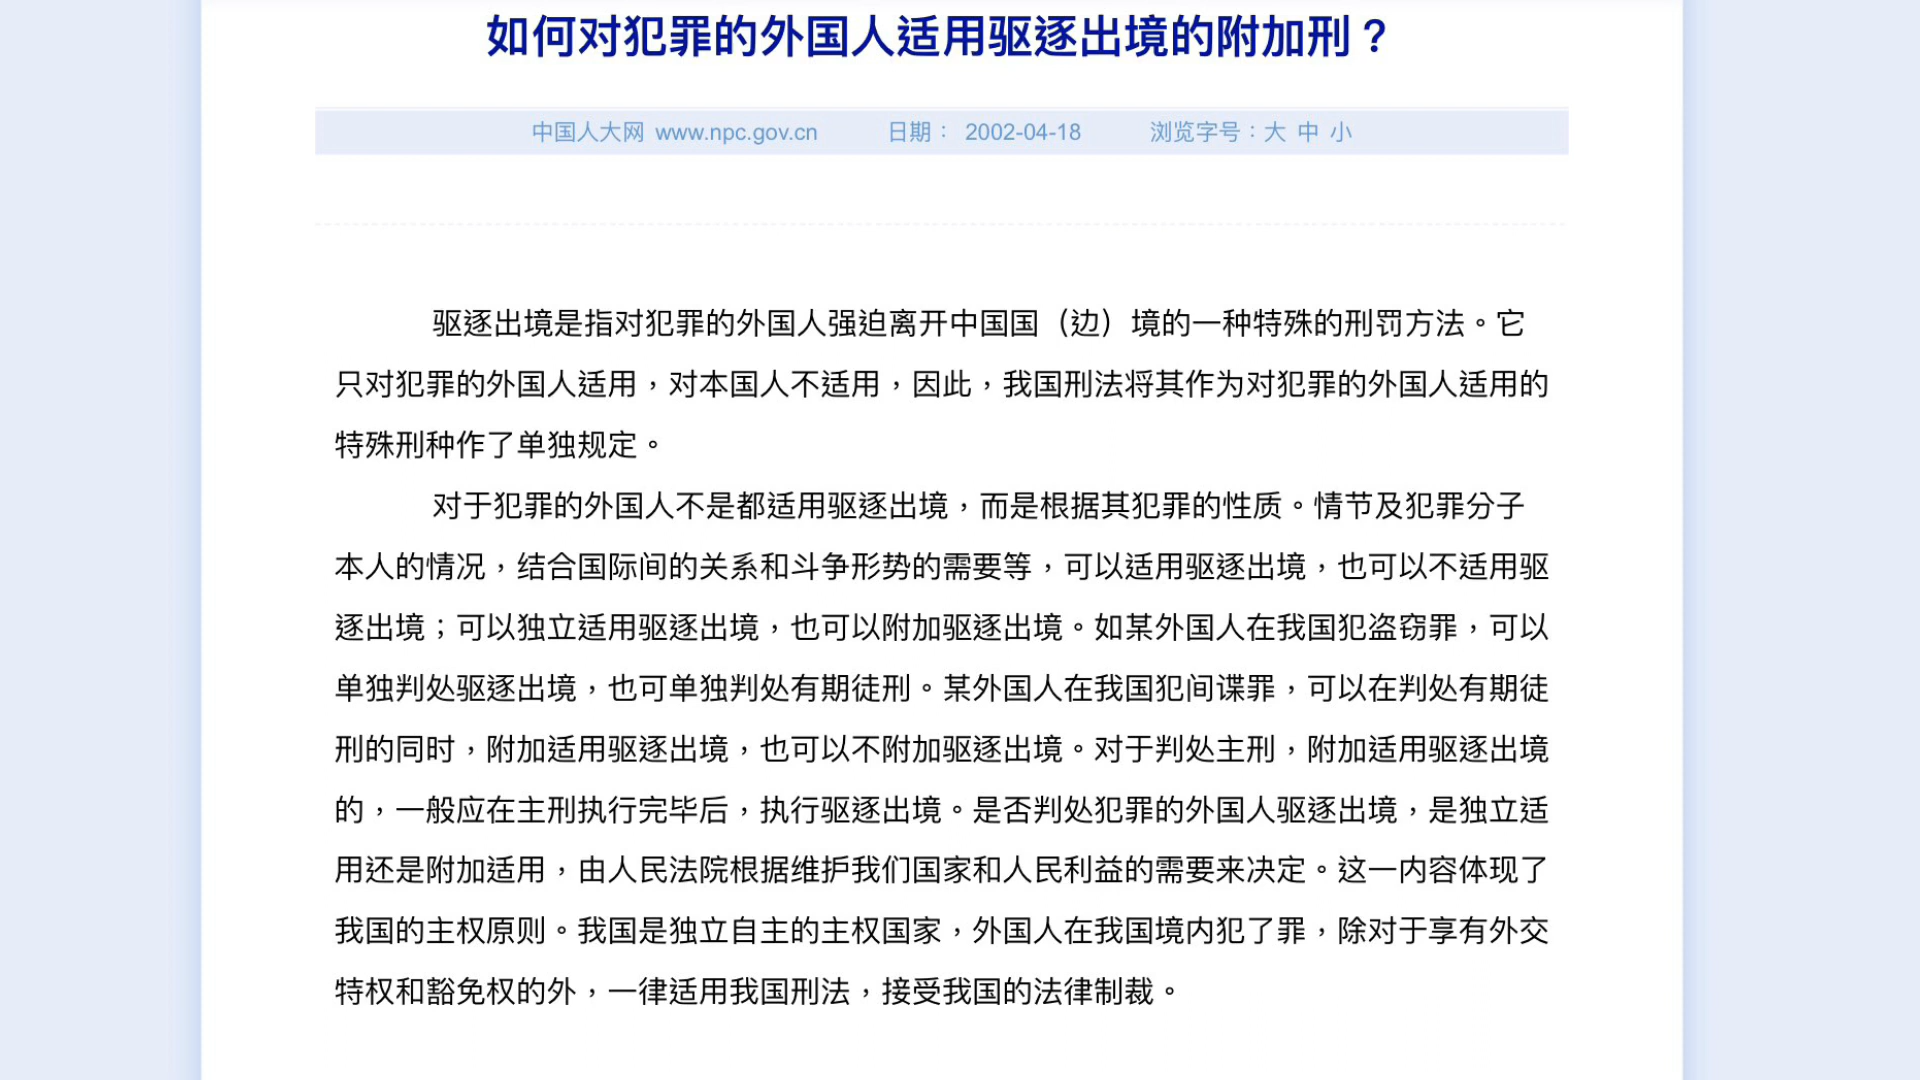 如何对犯罪的外国人适用驱逐出境的附加刑？
中国人大网 www.npc.gov.cn 日期： 2002-04-18 浏览字号：大 中 小
驱逐出境是指对犯罪的外国人强迫离开中国国（边）境的一种特殊的刑罚方法。它
只对犯罪的外国人适用，对本国人不适用，因此，我国刑法将其作为对犯罪的外国人适用的
特殊刑种作了单独规定。
对于犯罪的外国人不是都适用驱逐出境，而是根据其犯罪的性质。情节及犯罪分子
本人的情况，结合国际间的关系和斗争形势的需要等，可以适用驱逐出境，也可以不适用驱
逐出境；可以独立适用驱逐出境，也可以附加驱逐出境。如某外国人在我国犯盗窃罪，可以
单独判处驱逐出境，也可单独判处有期徒刑。某外国人在我国犯间谍罪，可以在判处有期徒
刑的同时，附加适用驱逐出境，也可以不附加驱逐出境。对于判处主刑，附加适用驱逐出境
的，一般应在主刑执行完毕后，执行驱逐出境。是否判处犯罪的外国人驱逐出境，是独立适
用还是附加适用，由人民法院根据维护我们国家和人民利益的需要来决定。这一内容体现了
我国的主权原则。我国是独立自主的主权国家，外国人在我国境内犯了罪，除对于享有外交
特权和豁免权的外，一律适用我国刑法，接受我国的法律制裁。